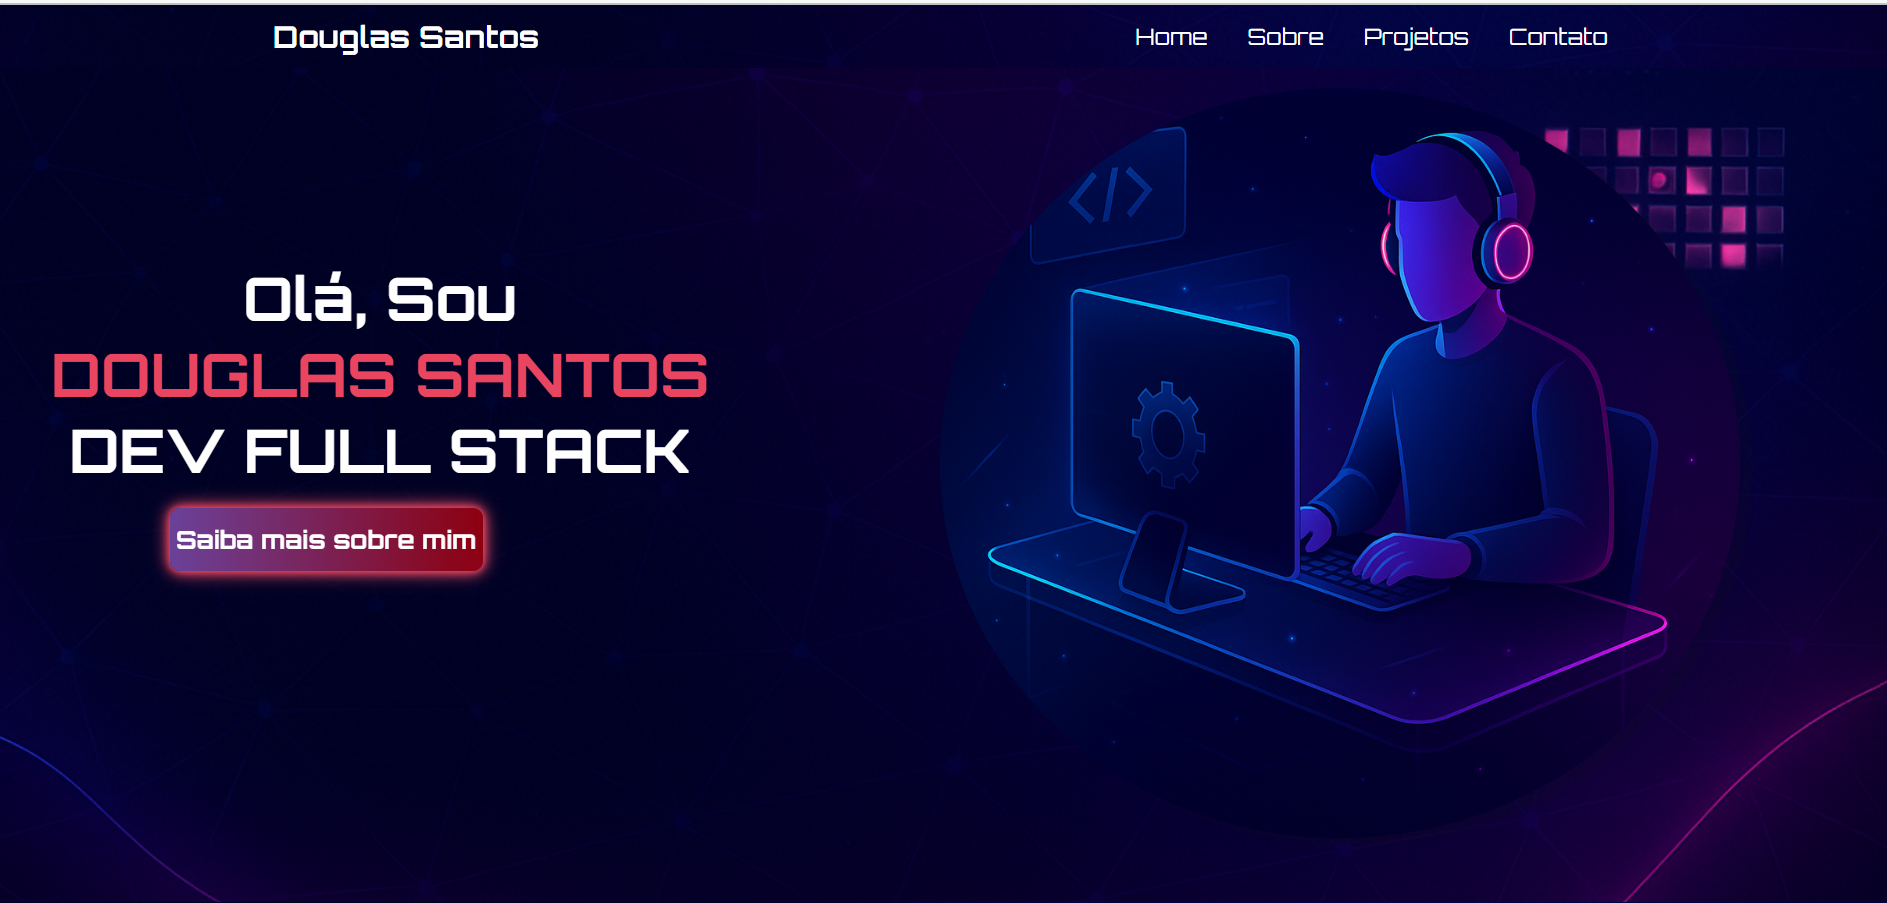 Douglas Santos
Home Sobre Projetos Contato
</>
Olá, Sou
DOUGLAS SANTOS
DEV FULL STACK
Saiba mais sobre mim